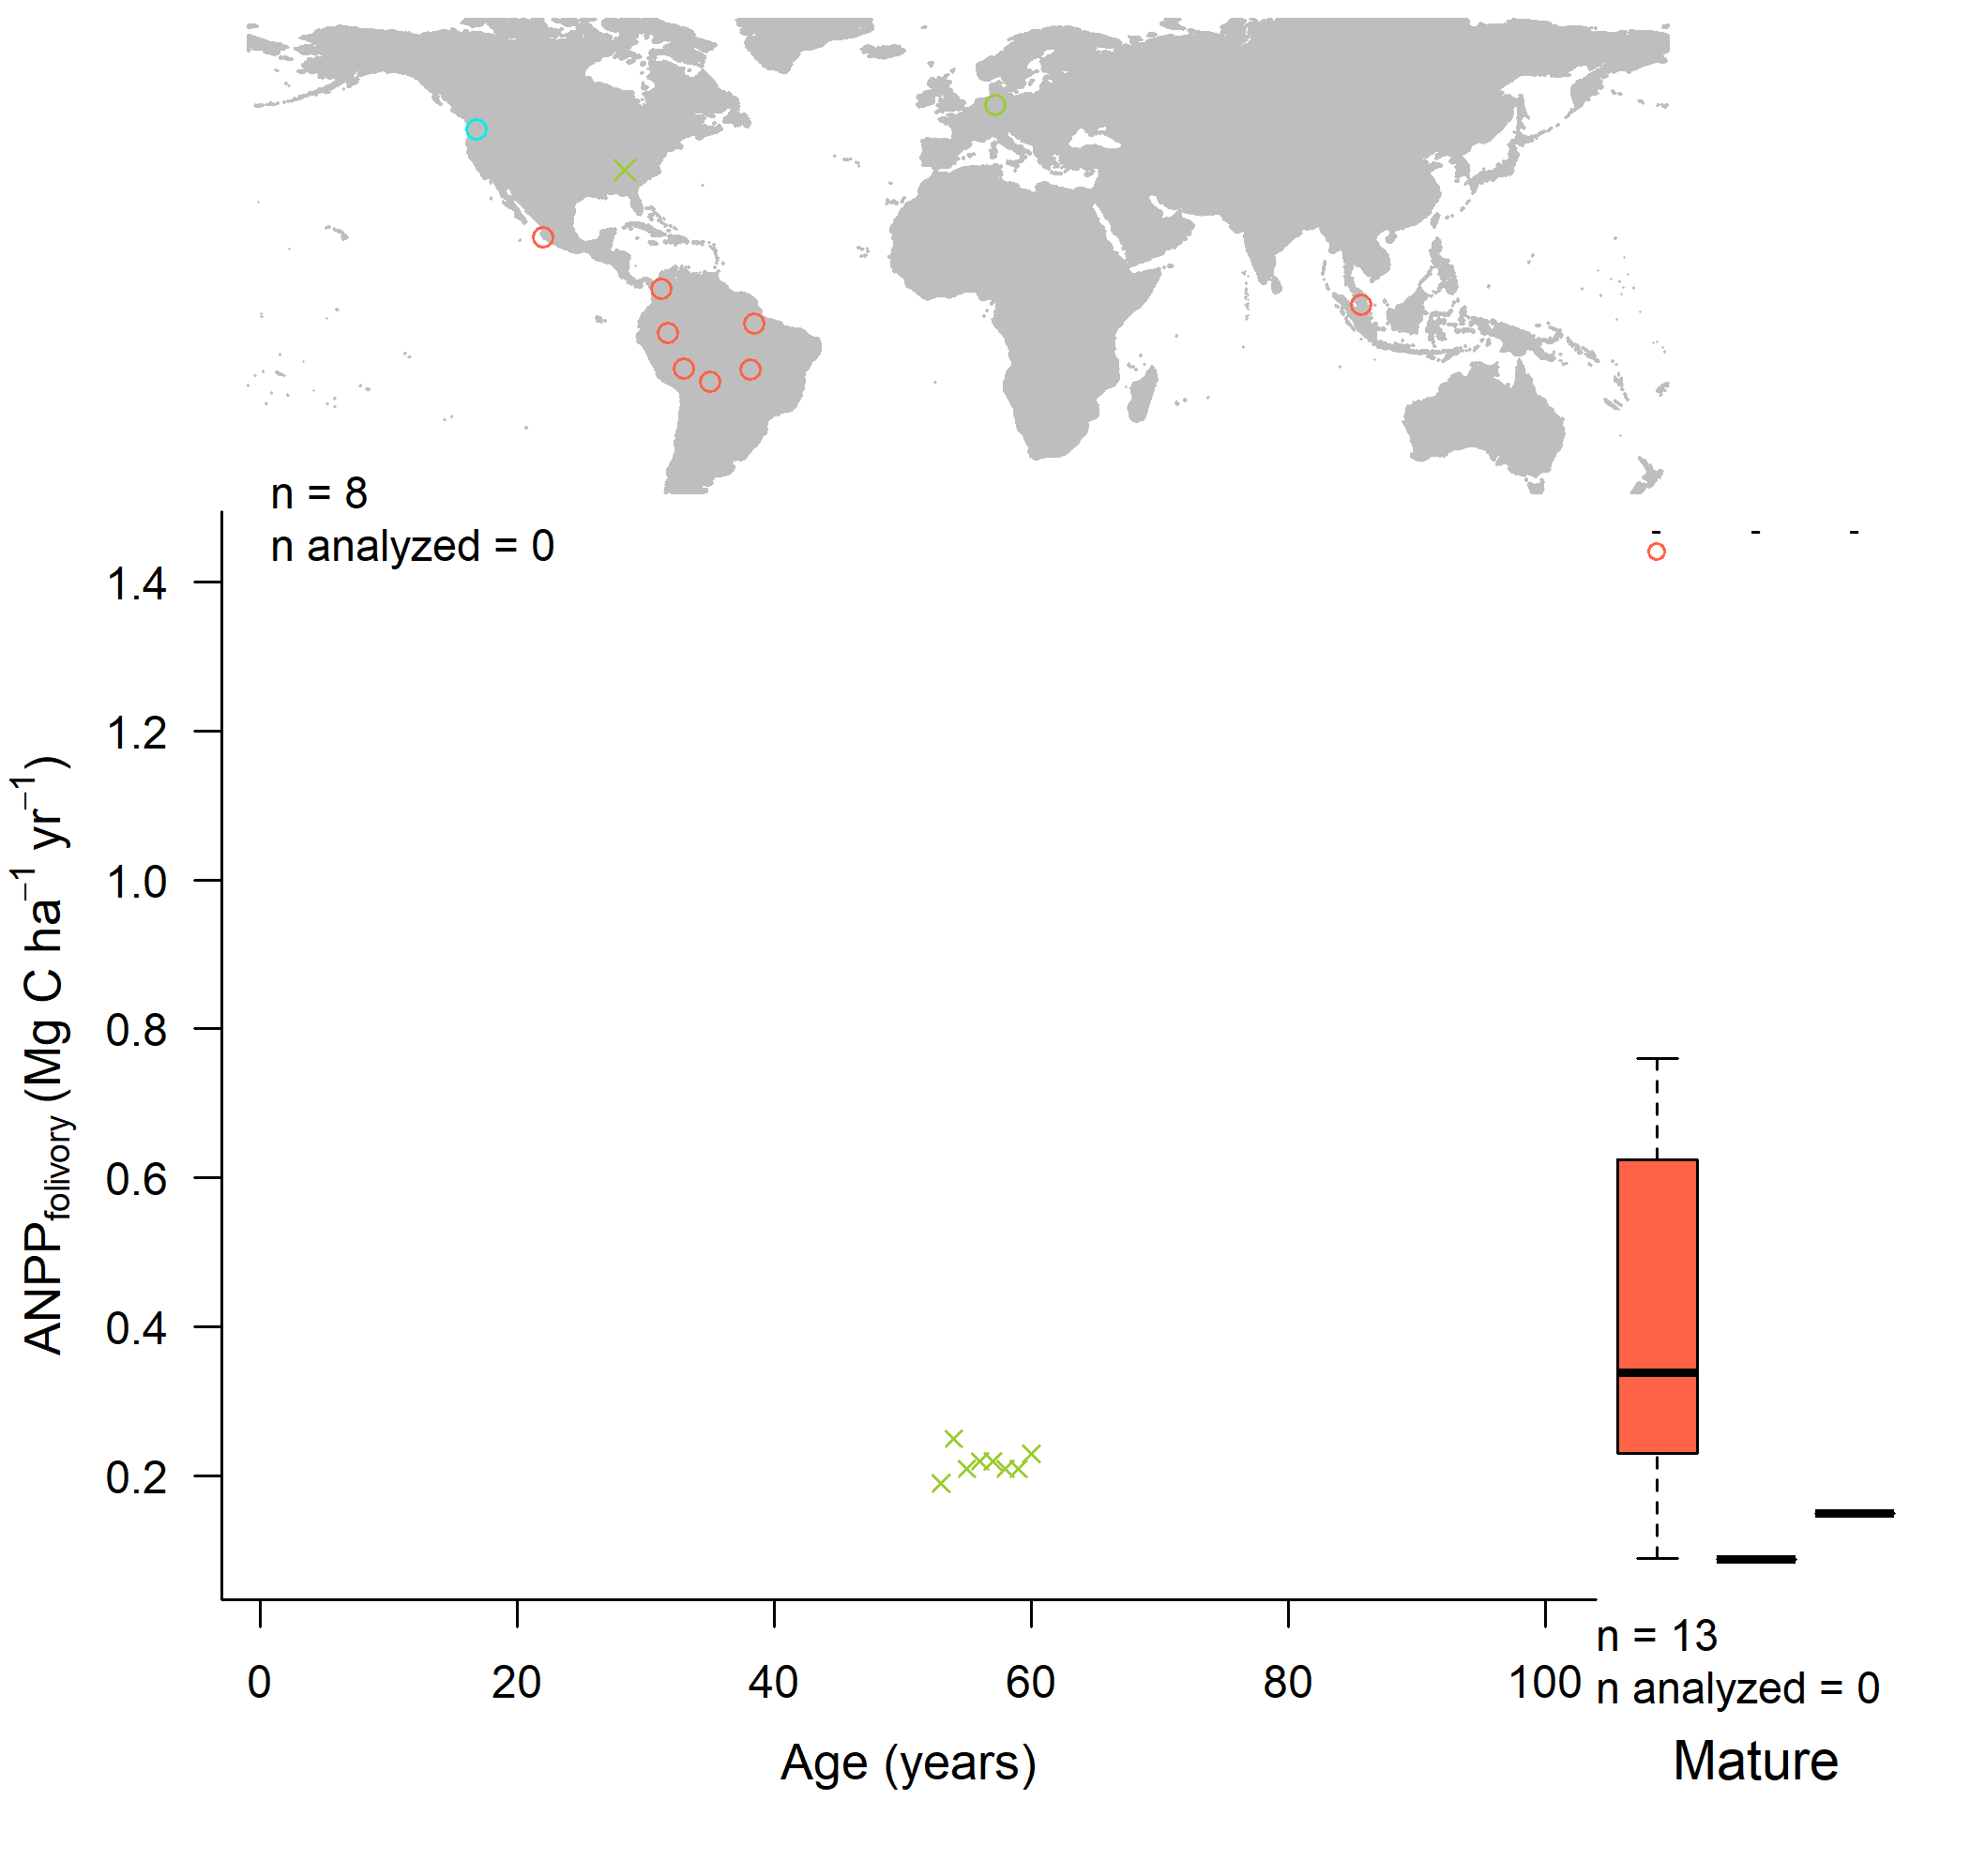 n = 8
n analyzed = 0
- - -
1.4
1.2
1.0
0.8
0.6
0.4
0.2
ANPPfolivory (Mg C ha−1 yr−1)
0 20 40 60 80 100
n = 13
n analyzed = 0
Age (years)
Mature